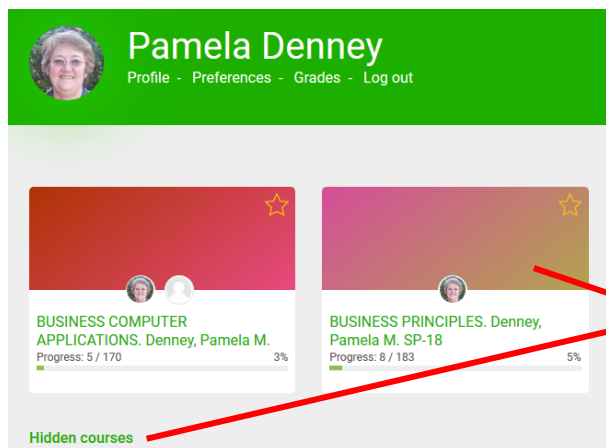 Pamela Denney
Profile - Preferences - Grades - Log out
BUSINESS COMPUTER
APPLICATIONS. Denney, Pamela M.
Progress: 5 / 170 3%
BUSINESS PRINCIPLES. Denney,
Pamela M. SP-18
Progress: 8 / 183 5%
Hidden courses